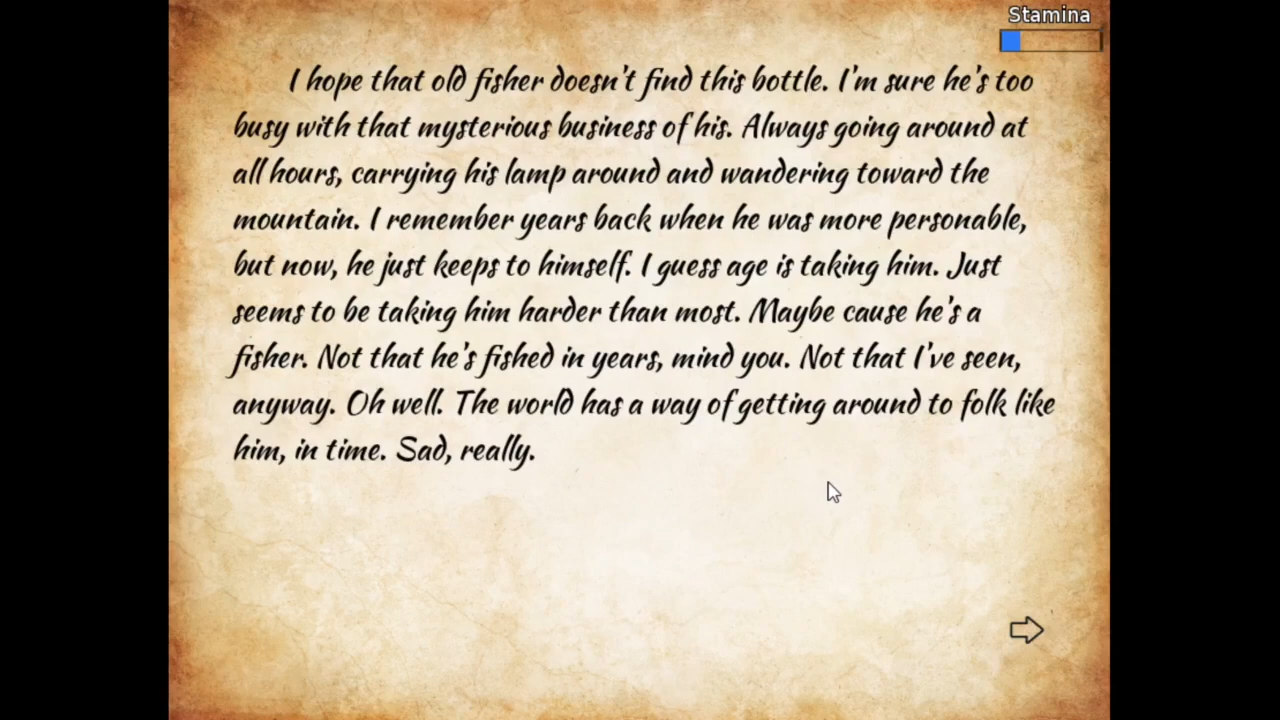 Stamina
I hope that old fisher doesn't find this bottle. I'm sure he's too
busy with that mysterious business of his. Always going around at
all hours, carrying his lamp around and wandering toward the
mountain. I remember years back when he was more personable,
but now, he just keeps to himself. I guess age is taking him. Just
seems to be taking him harder than most. Maybe cause he's a
fisher. Not that he's fished in years, mind you. Not that I've seen,
anyway. Oh well. The world has a way of getting around to folk like
him, in time. Sad, really.